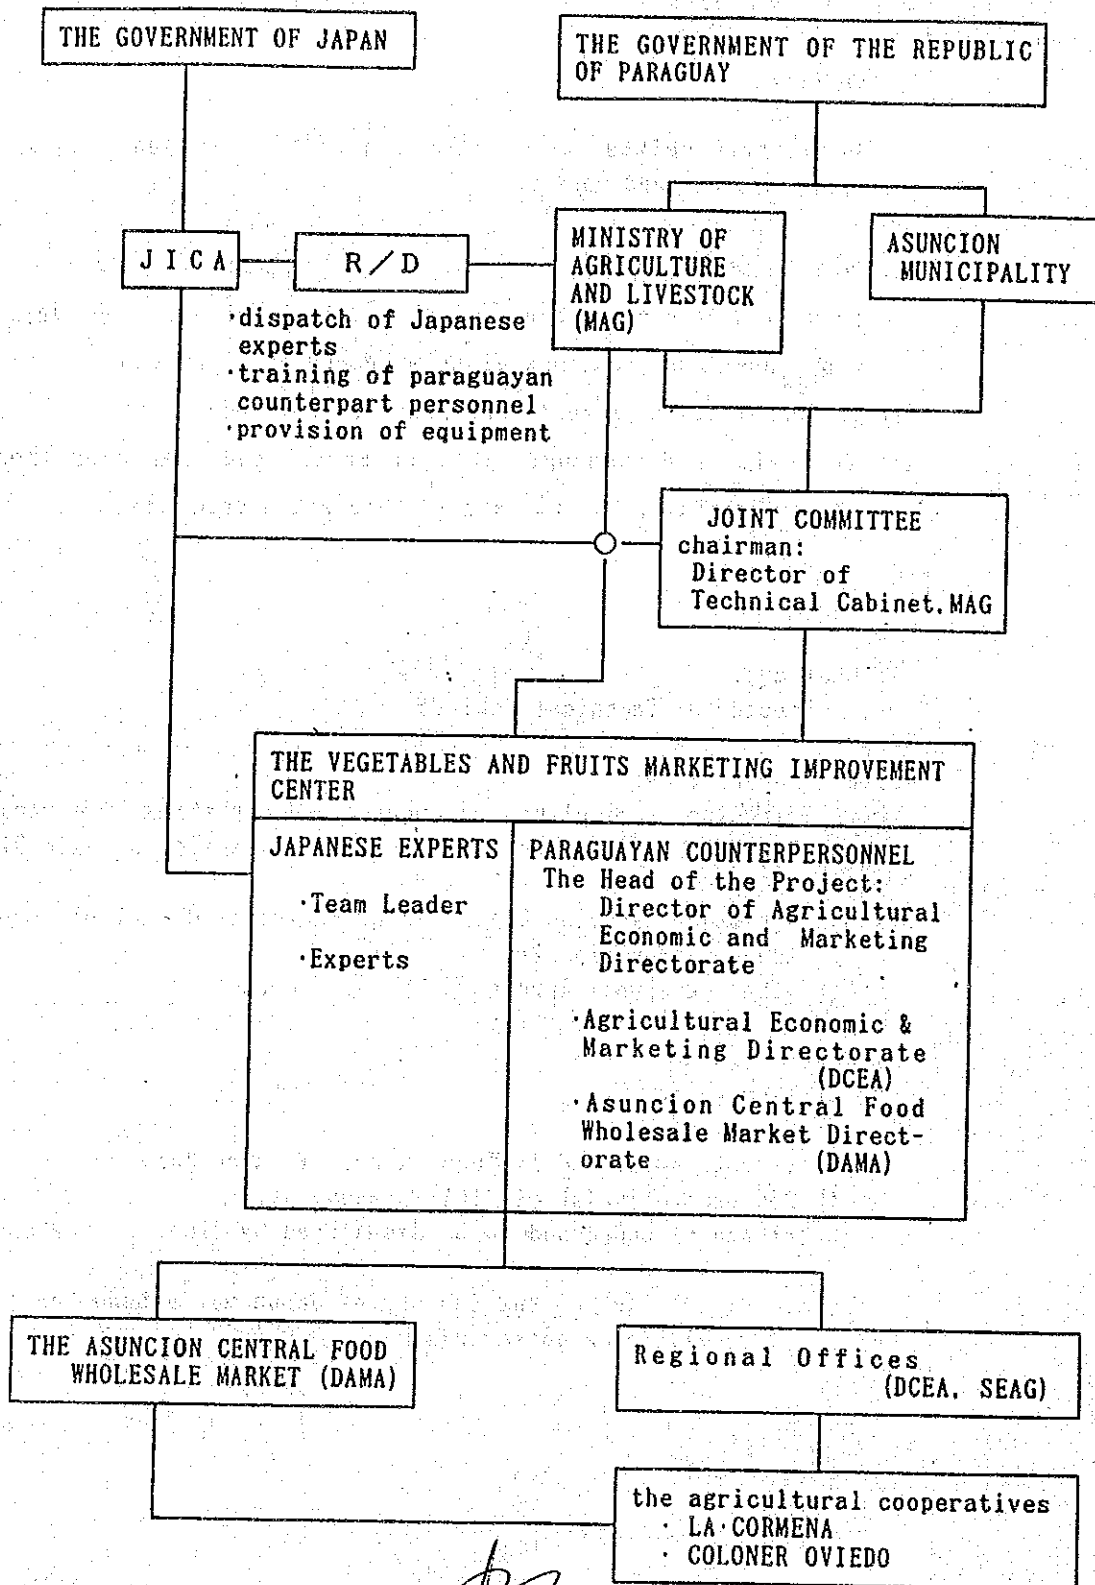 THE GOVERNMENT OF JAPAN
THE GOVERNMENT OF THE REPUBLIC
OF PARAGUAY
JICA
R/D
MINISTRY OF
AGRICULTURE
AND LIVESTOCK
(MAG)
ASUNCION
MUNICIPALITY
·dispatch of Japanese
experts
·training of paraguayan
counterpart personnel
·provision of equipment
JOINT COMMITTEE
chairman:
Director of
Technical Cabinet.MAG
THE VEGETABLES AND FRUITS MARKETING IMPROVEMENT
CENTER
JAPANESE EXPERTS
·Team Leader
·Experts
PARAGUAYAN COUNTERPERSONNEL
The Head of the Project:
Director of Agricultural
Economic and Marketing
Directorate
·Agricultural Economic &
Marketing Directorate
(DCEA)
·Asuncion Central Food
Wholesale Market Direct-
orate (DAMA)
THE ASUNCION CENTRAL FOOD
WHOLESALE MARKET (DAMA)
Regional Offices
(DCEA. SEAG)
the agricultural cooperatives
· LA·CORMENA
· COLONER OVIEDO